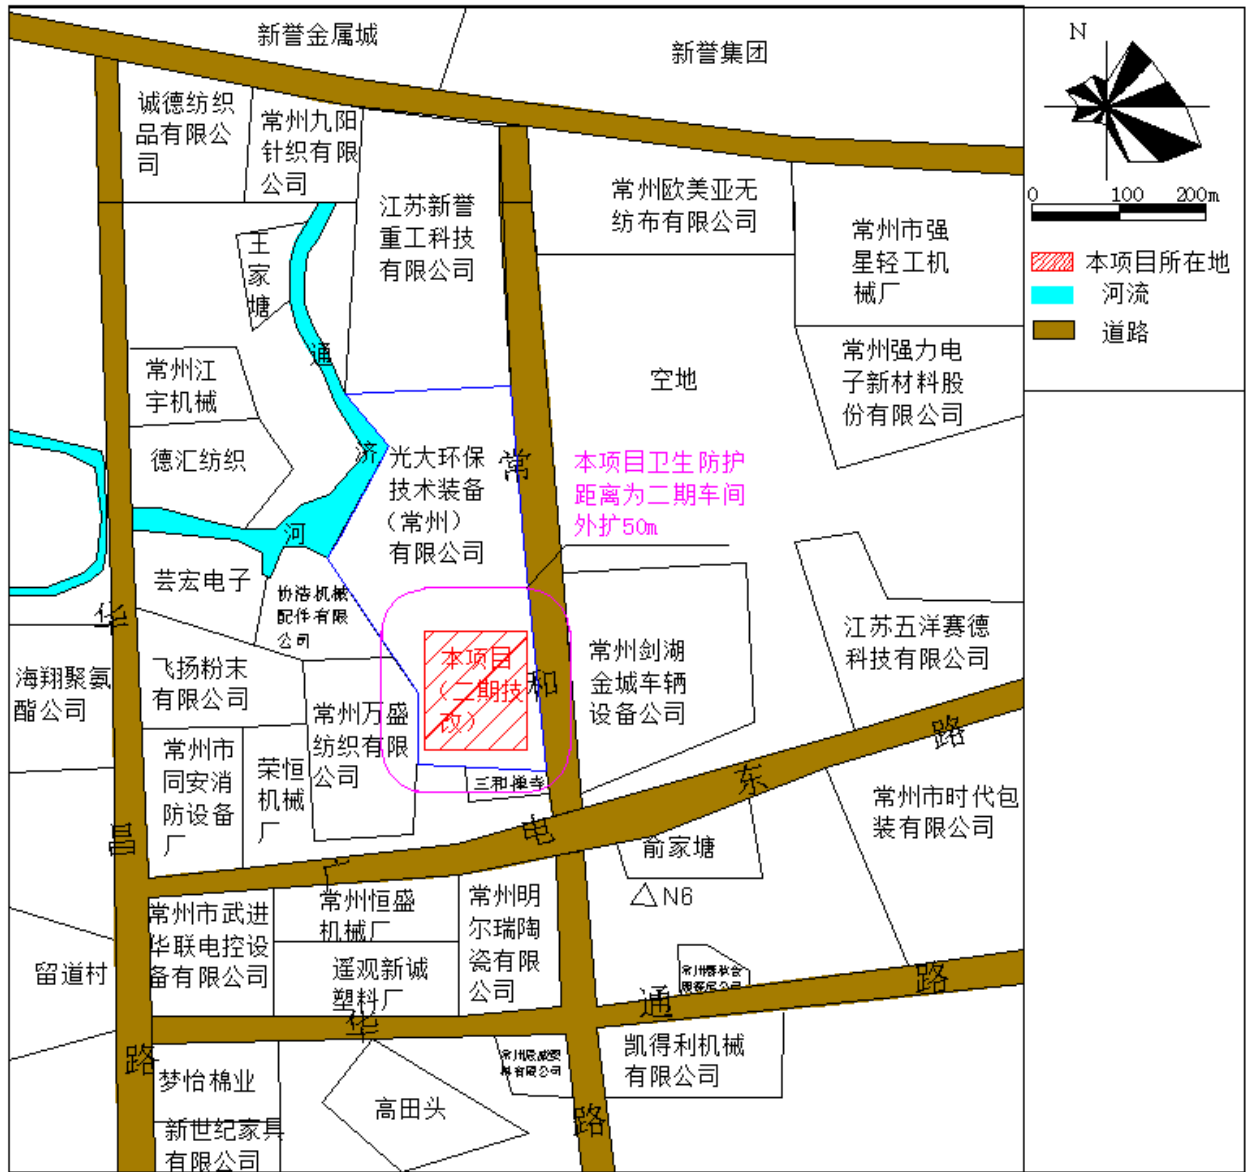 新誉金属城
新誉集团
N
0 100 200m
本项目所在地
河流
道路
诚德纺织
品有限公
司
常州九阳
针织有限
公司
江苏新誉
重工科技
有限公司
常州欧美亚无
纺布有限公司
常州市强
星轻工机
械厂
王
家
塘
常州江
宇机械
德汇纺织
通
济
河
光大环保
技术装备
(常州)
有限公司
空地
常州强力电
子新材料股
份有限公司
本项目卫生防护
距离为二期车间
外扩50m
芸宏电子
协浩机械
配件有限
公司
海翔聚氨
酯公司
飞扬粉末
有限公司
常州万盛
纺织有限
公司
本项目
(二期技
改)
常州剑湖
金城车辆
设备公司
江苏五洋赛德
科技有限公司
常州市
同安消
防设备
厂
荣恒
机械
厂
三和禅寺
常州市时代包
装有限公司
俞家塘
N6
常州市武进
华联电控设
备有限公司
常州恒盛
机械厂
遥观新诚
塑料厂
常州明
尔瑞陶
瓷有限
公司
留道村
凯得利机械
有限公司
梦怡棉业
新世纪家具
有限公司
高田头
华
昌
路
常
和
路
广
电
东
路
华
通
路